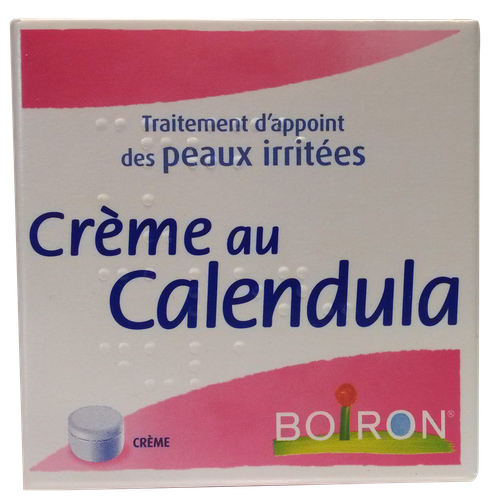 Traitement d'appoint
des peaux irritées
Crème au
Calendula
CRÈME
BOIRON®